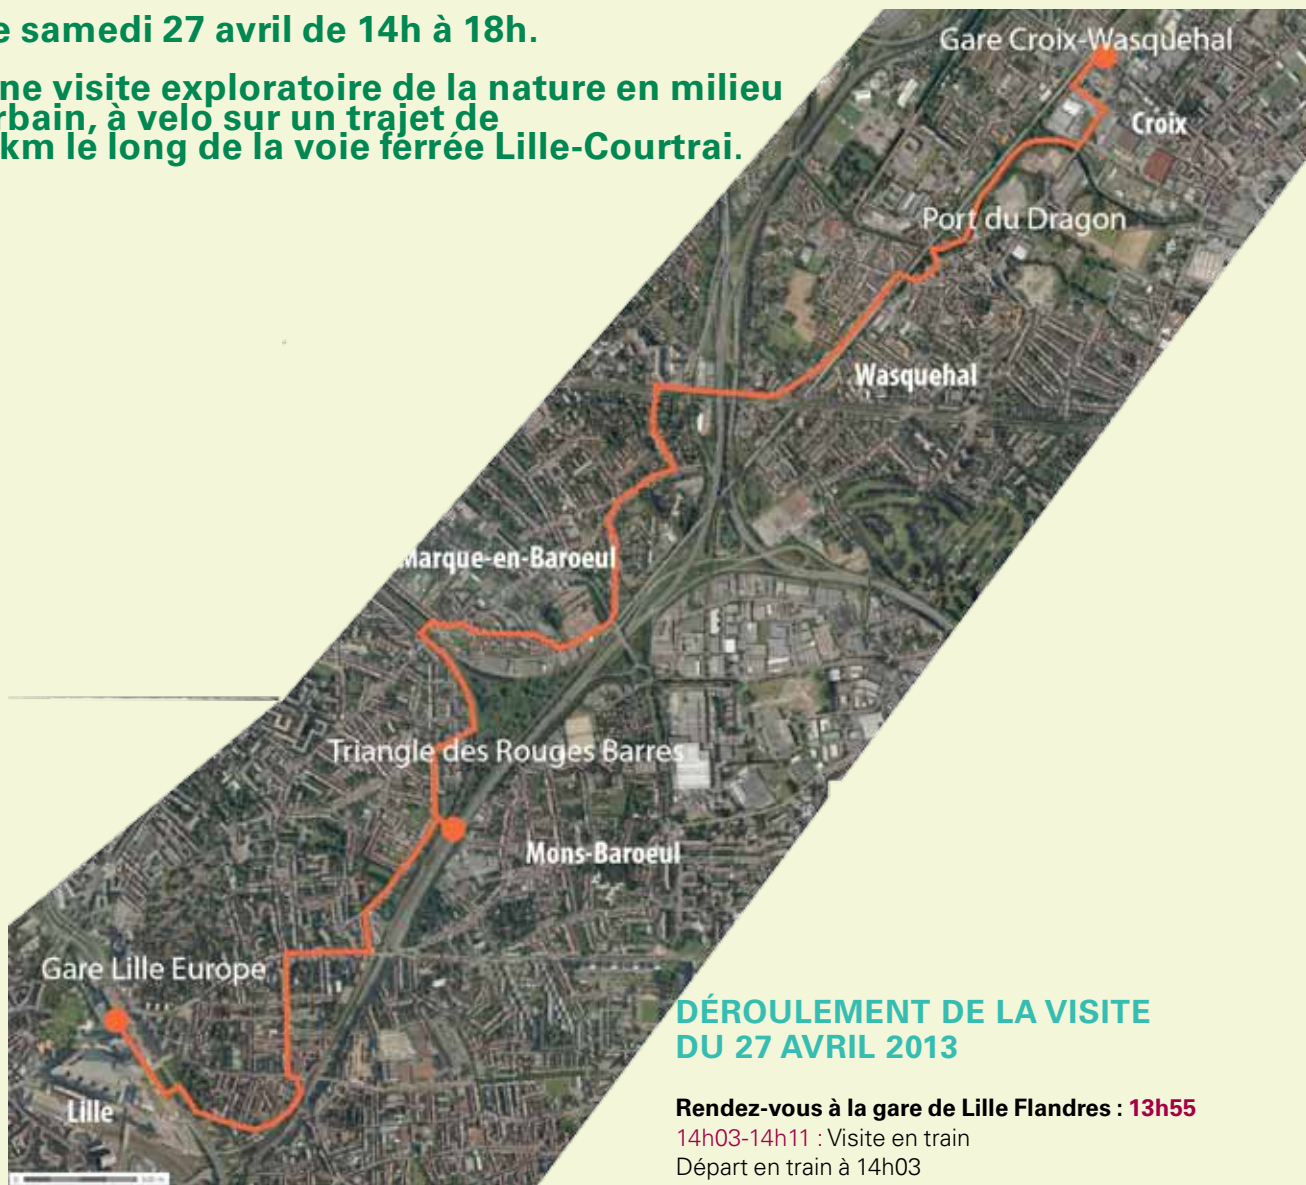 e samedi 27 avril de 14h à 18h.
ne visite exploratoire de la nature en milieu
rbain, à velo sur un trajet de
km le long de la voie ferrée Lille-Courtrai.
Gare Croix-Wasquehal
Croix
Port du Dragon
Wasquehal
Marque-en-Baroeul
Triangle des Rouges Barres
Mons-Baroeul
Gare Lille Europe
Lille
DÉROULEMENT DE LA VISITE
DU 27 AVRIL 2013
Rendez-vous à la gare de Lille Flandres : 13h55
14h03-14h11 : Visite en train
Départ en train à 14h03